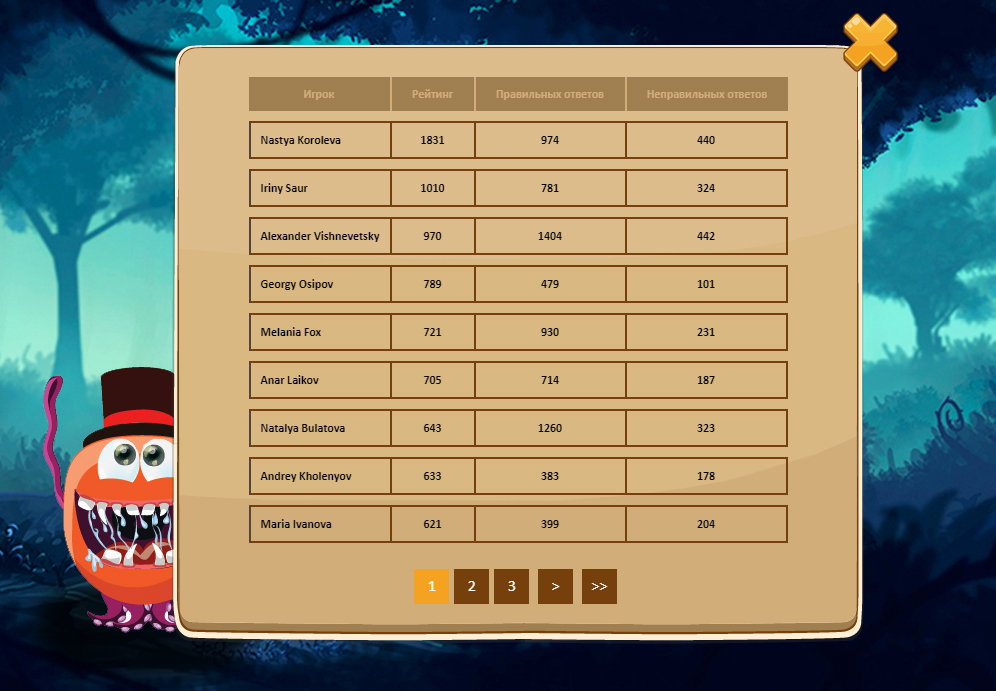 Игрок Рейтинг Правильных ответов Неправильных ответов
Nastya Koroleva 1831 974 440
Iriny Saur 1010 781 324
Alexander Vishnevetsky 970 1404 442
Georgy Osipov 789 479 101
Melania Fox 721 930 231
Anar Laikov 705 714 187
Natalya Bulatova 643 1260 323
Andrey Kholenyov 633 383 178
Maria Ivanova 621 399 204
1 2 3 > >>